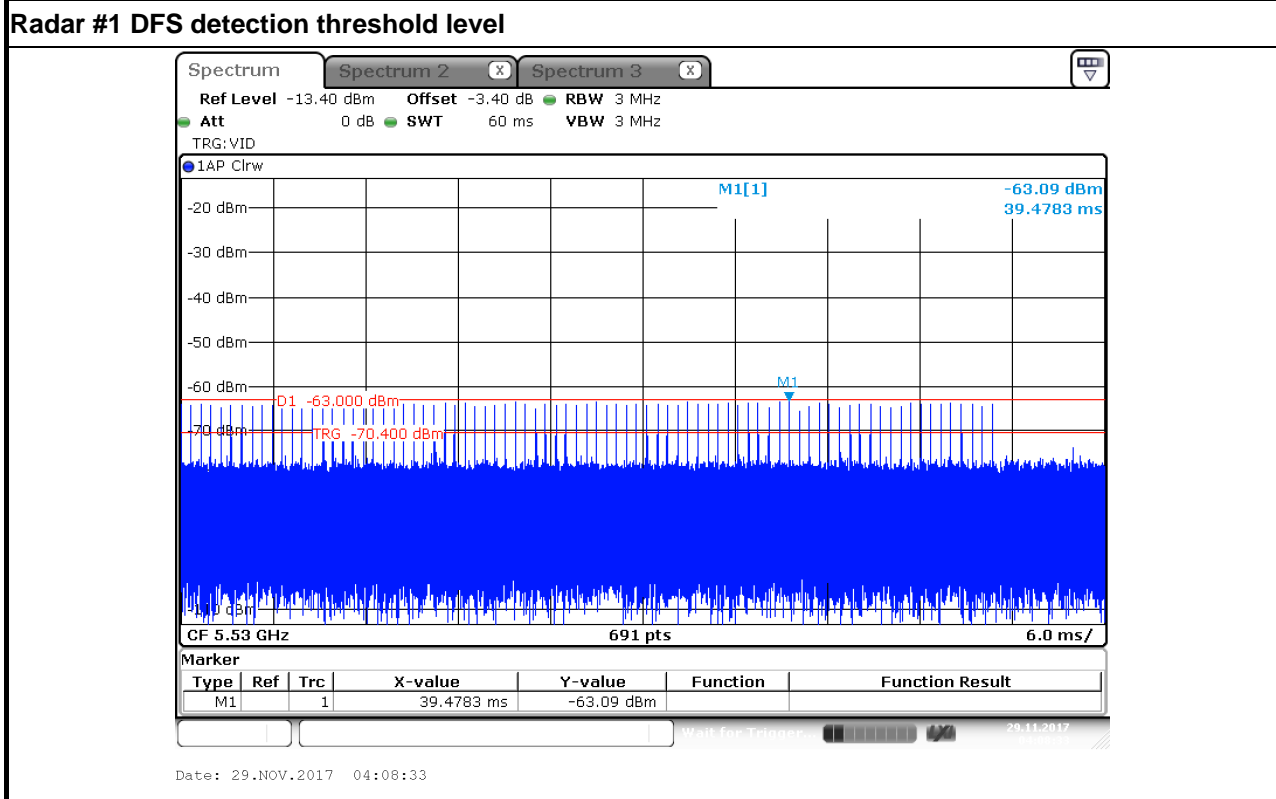 Radar #1 DFS detection threshold level
Spectrum Spectrum 2 X Spectrum 3 X
Ref Level -13.40 dBm Offset -3.40 dB RBW 3 MHz
Att 0 dB SWT 60 ms VBW 3 MHz
TRG:VID
1AP Clrw
M1[1] -63.09 dBm
39.4783 ms
-20 dBm
-30 dBm
-40 dBm
-50 dBm
-60 dBm
M1
D1 -63.000 dBm
-70 dBm
TRG -70.400 dBm
-110 dBm
CF 5.53 GHz 691 pts 6.0 ms/
Marker
Type Ref Trc X-value Y-value Function Function Result
M1 1 39.4783 ms -63.09 dBm
Wait for Trigger 29.11.2017
Date: 29.NOV.2017 04:08:33